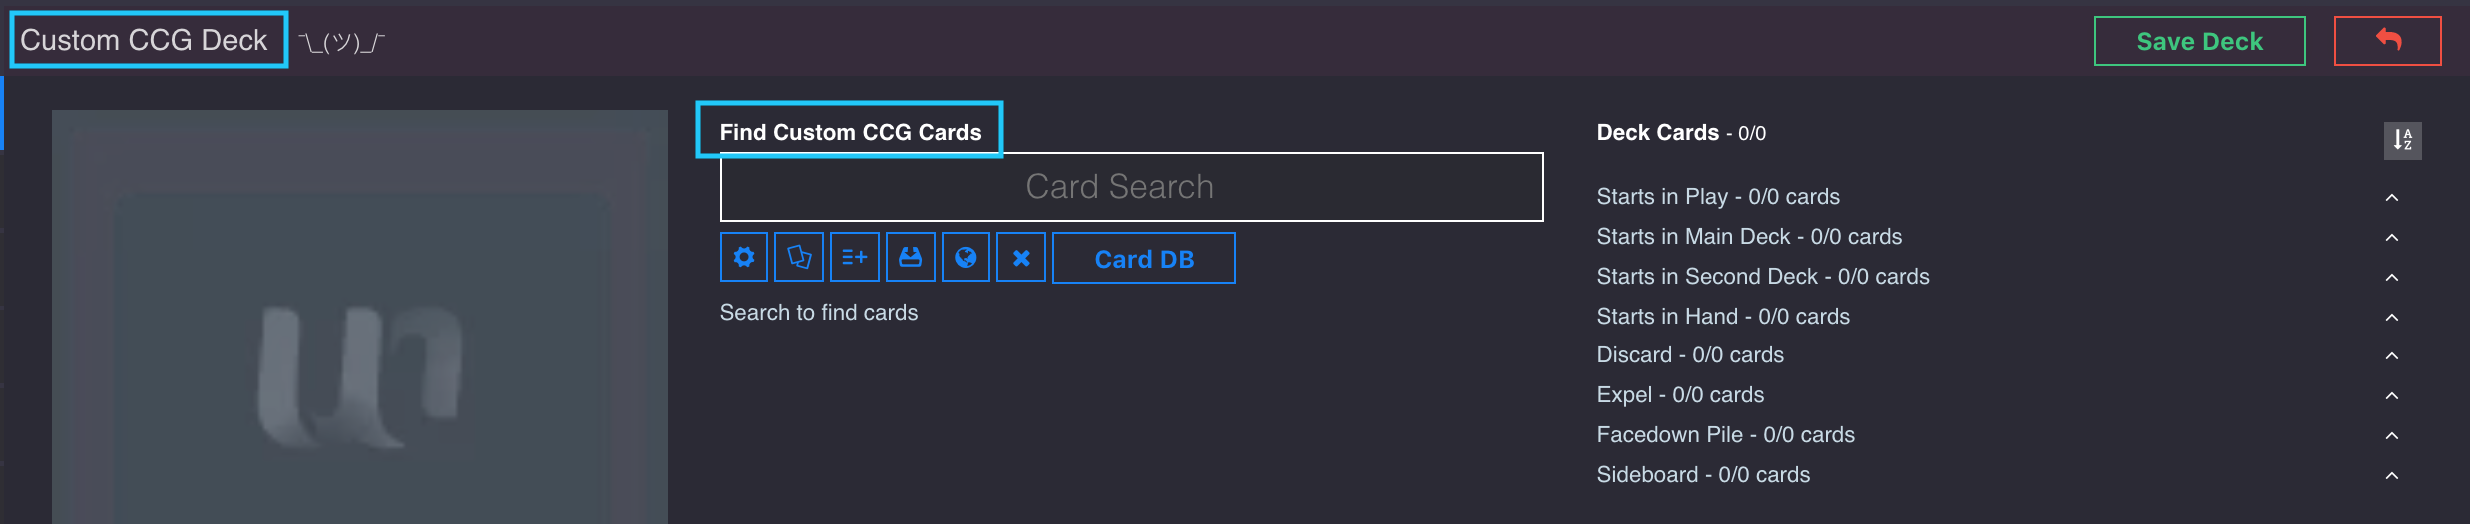 Custom CCG Deck ¯\_(ツ)_/¯
Save Deck
Find Custom CCG Cards
Card Search
Card DB
Search to find cards
Deck Cards - 0/0
A
Z
Starts in Play - 0/0 cards
Starts in Main Deck - 0/0 cards
Starts in Second Deck - 0/0 cards
Starts in Hand - 0/0 cards
Discard - 0/0 cards
Expel - 0/0 cards
Facedown Pile - 0/0 cards
Sideboard - 0/0 cards